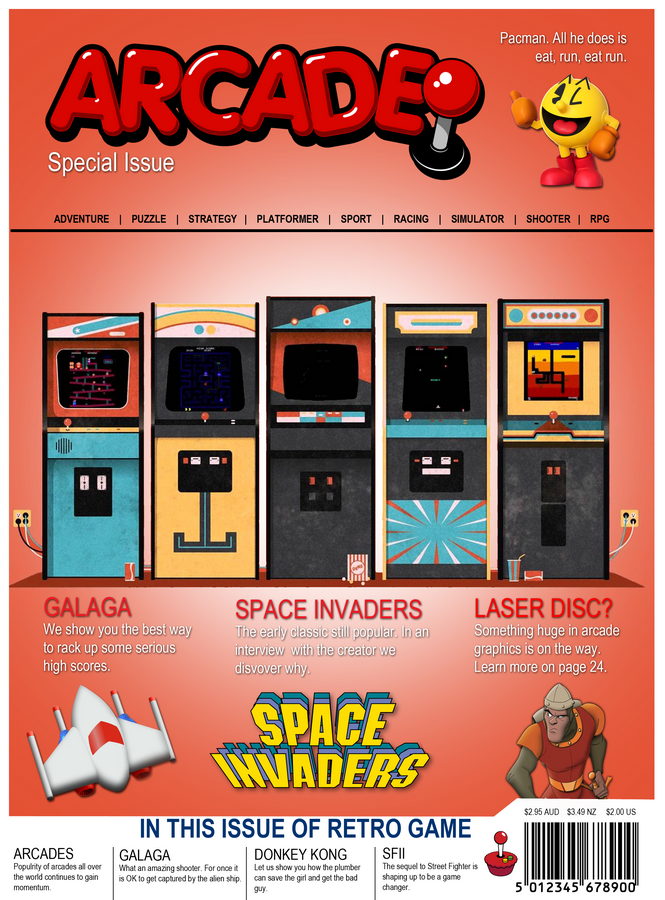 ARCADE
Special Issue
Pacman. All he does is
eat, run, eat run.
ADVENTURE | PUZZLE | STRATEGY | PLATFORMER | SPORT | RACING | SIMULATOR | SHOOTER | RPG
GALAGA
We show you the best way
to rack up some serious
high scores.
SPACE INVADERS
The early classic still popular. In an
interview with the creator we
disvover why.
LASER DISC?
Something huge in arcade
graphics is on the way.
Learn more on page 24.
SPACE
INVADERS
$2.95 AUD $3.49 NZ $2.00 US
IN THIS ISSUE OF RETRO GAME
ARCADES
Populrity of arcades all over
the world continues to gain
momentum.
GALAGA
What an amazing shooter. For once it
is OK to get captured by the alien ship.
DONKEY KONG
Let us show you how the plumber
can save the girl and get the bad
guy.
SFII
The sequel to Street Fighter is
shaping up to be a game
changer.
5 012345 678900